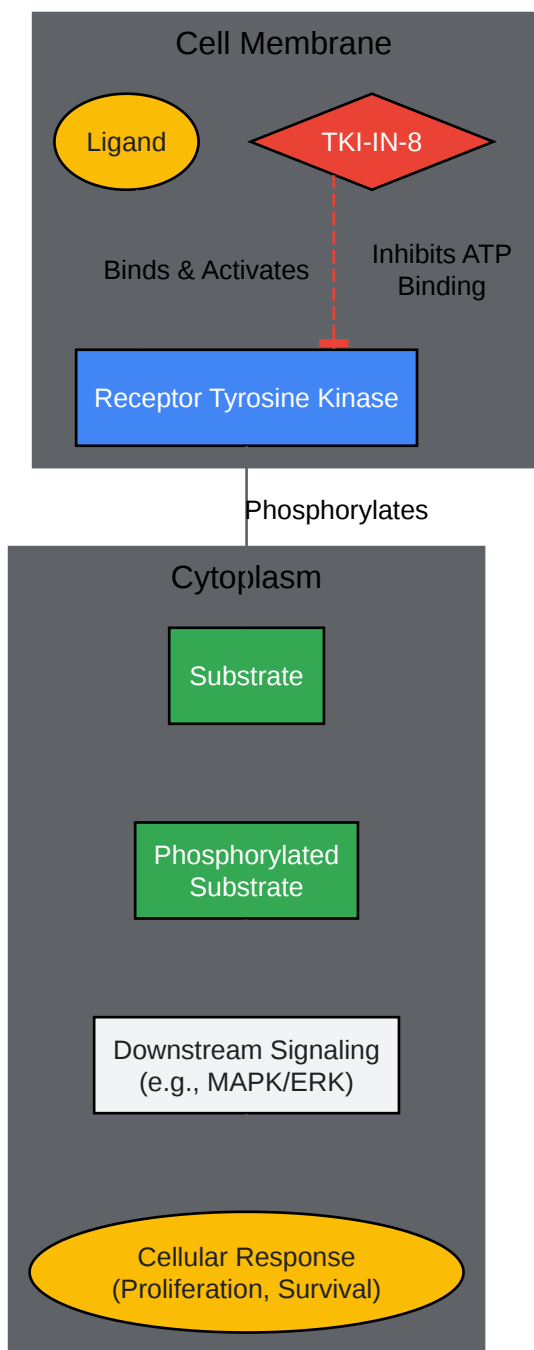 Cell Membrane
Ligand
TKI-IN-8
Binds & Activates
Inhibits ATP
Binding
Receptor Tyrosine Kinase
Phosphorylates
Cytoplasm
Substrate
Phosphorylated
Substrate
Downstream Signaling
(e.g., MAPK/ERK)
Cellular Response
(Proliferation, Survival)